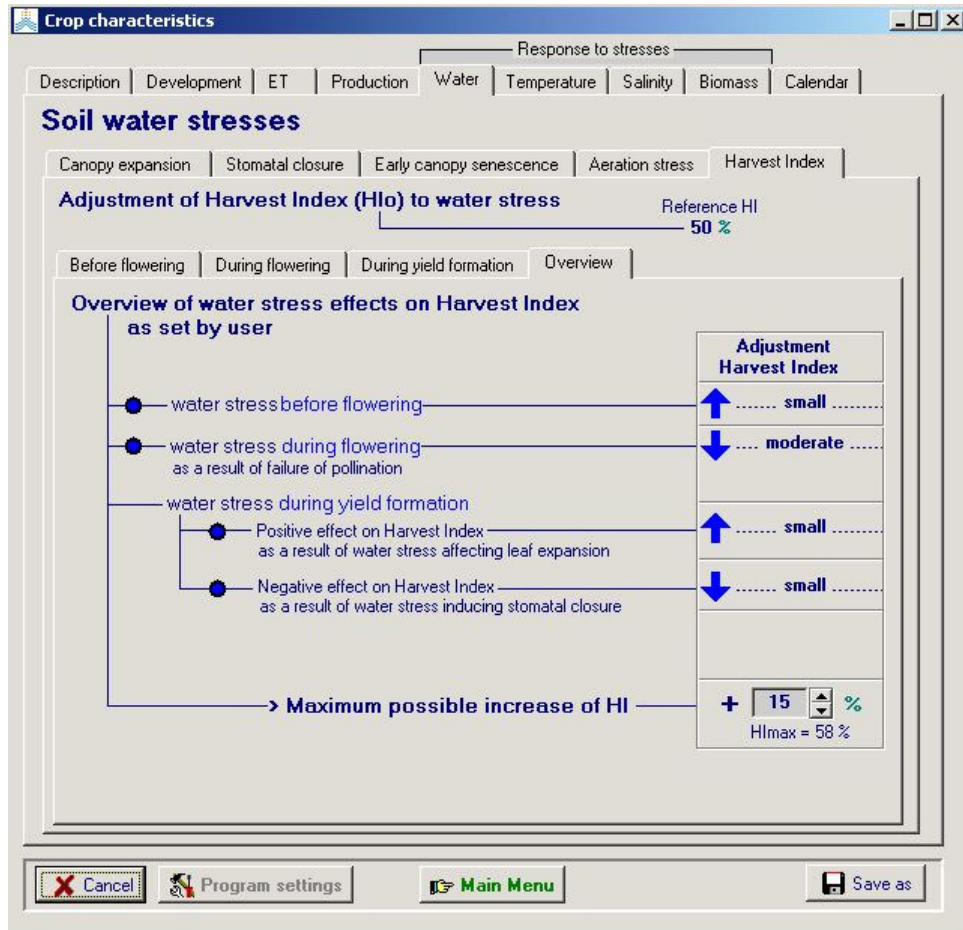 Crop characteristics
Response to stresses
Description Development ET Production Water Temperature Salinity Biomass Calendar
Soil water stresses
Canopy expansion Stomatal closure Early canopy senescence Aeration stress Harvest Index
Adjustment of Harvest Index (HIo) to water stress
Reference HI
50 %
Before flowering During flowering During yield formation Overview
Overview of water stress effects on Harvest Index
as set by user
Adjustment
Harvest Index
water stress before flowering ....... small .........
water stress during flowering .... moderate .....
as a result of failure of pollination
water stress during yield formation
Positive effect on Harvest Index ....... small .........
as a result of water stress affecting leaf expansion
Negative effect on Harvest Index ....... small .........
as a result of water stress inducing stomatal closure
> Maximum possible increase of HI + 15 %
HImax = 58 %
Cancel Program settings Main Menu Save as